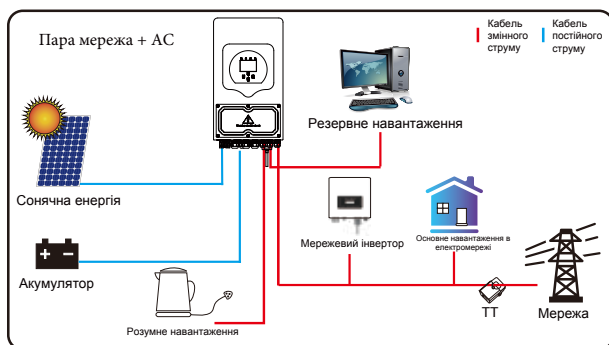 Пара мережа + АС
Кабель
змінного
струму
Кабель
постійного
струму
Резервне навантаження
Сонячна енергія
Мережевий інвертор
Основне навантаження в
електромережі
Акумулятор
ТТ
Мережа
Розумне навантаження